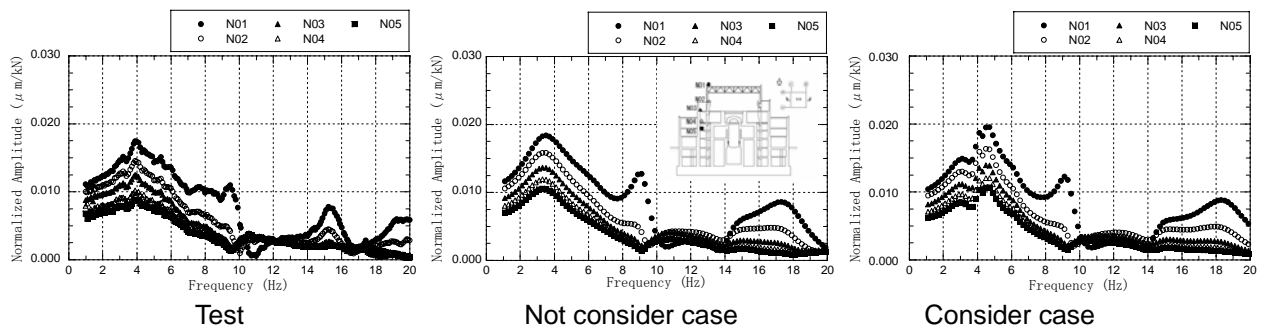 N01 N03 N05
N02 N04
Normalized Amplitude (μm/kN)
0.030
0.020
0.010
0.000
0 2 4 6 8 10 12 14 16 18 20
Frequency (Hz)
Test
N01 N03 N05
N02 N04
Normalized Amplitude (μm/kN)
0.030
0.020
0.010
0.000
N01
N02
N03
N04
N05
0 2 4 6 8 10 12 14 16 18 20
Frequency (Hz)
Not consider case
N01 N03 N05
N02 N04
Normalized Amplitude (μm/kN)
0.030
0.020
0.010
0.000
0 2 4 6 8 10 12 14 16 18 20
Frequency (Hz)
Consider case